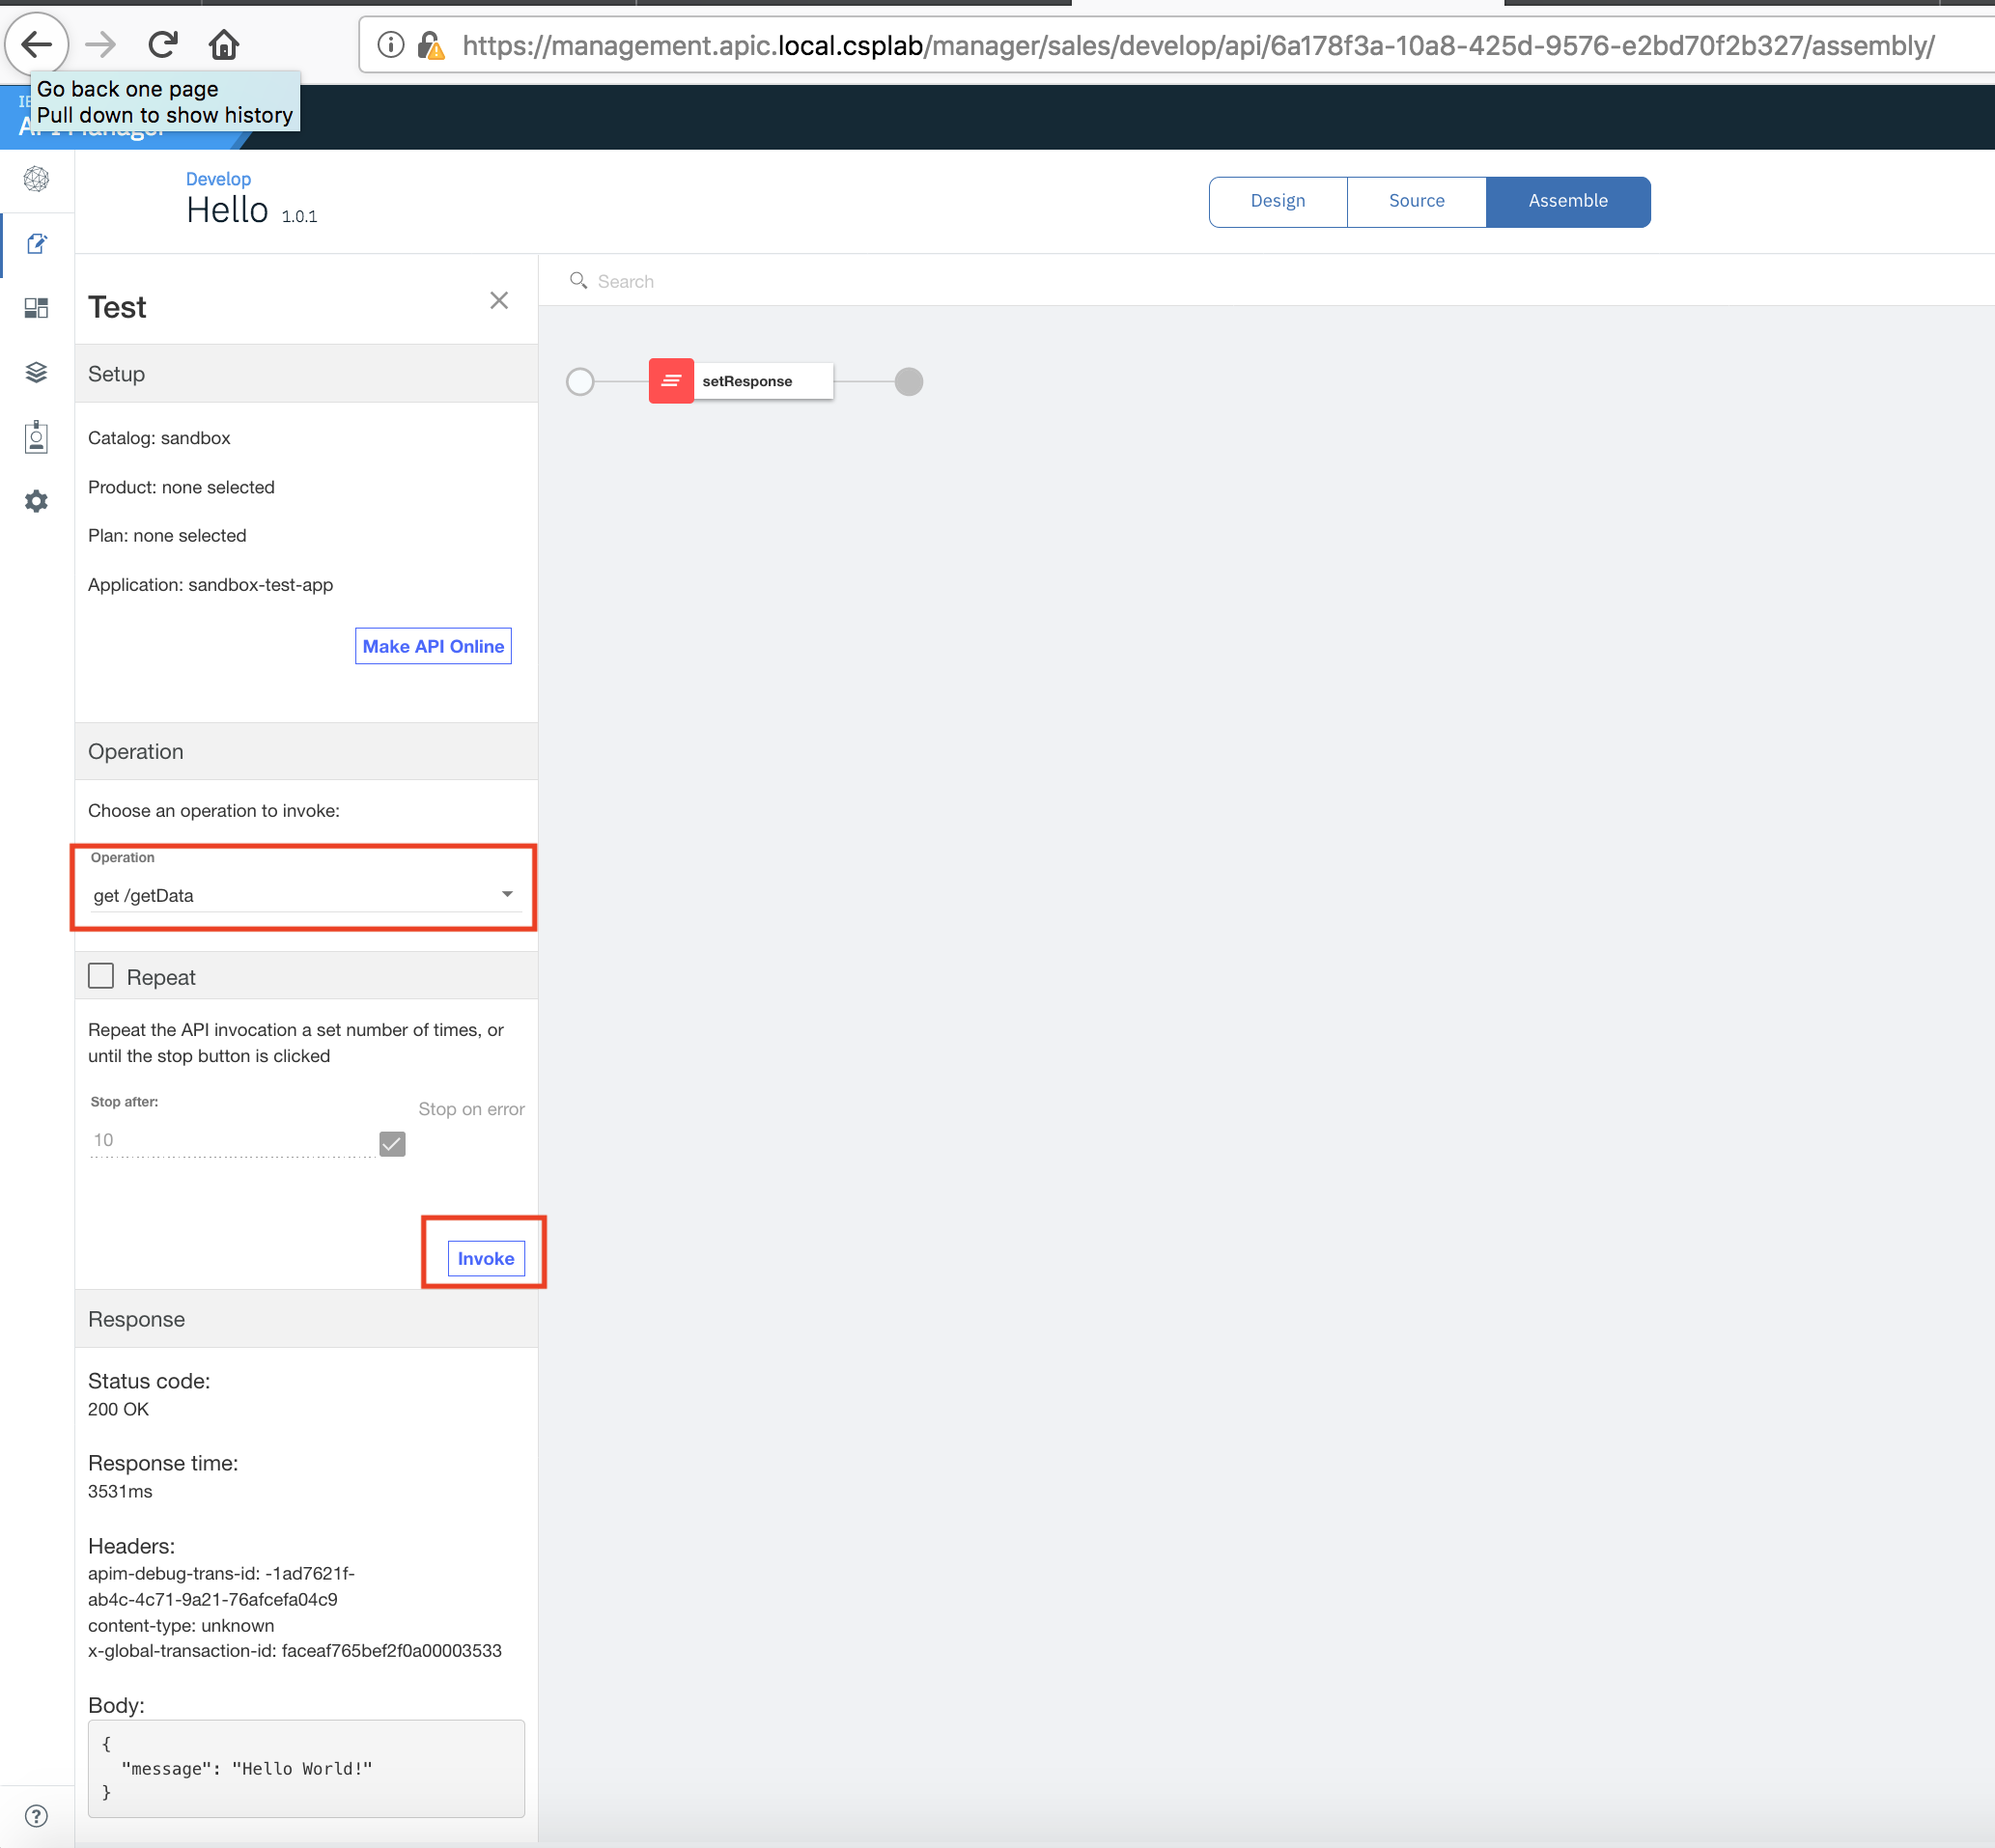 https://management.apic.local.csplab/manager/sales/develop/api/6a178f3a-10a8-425d-9576-e2bd70f2b327/assembly/
Go back one page
Pull down to show history
API Manager
Develop
Hello 1.0.1
Design
Source
Assemble
Test
Search
Setup
setResponse
Catalog: sandbox
Product: none selected
Plan: none selected
Application: sandbox-test-app
Make API Online
Operation
Choose an operation to invoke:
Operation
get /getData
Repeat
Repeat the API invocation a set number of times, or
until the stop button is clicked
Stop after:
Stop on error
10
Invoke
Response
Status code:
200 OK
Response time:
3531ms
Headers:
apim-debug-trans-id: -1ad7621f-
ab4c-4c71-9a21-76afcefa04c9
content-type: unknown
x-global-transaction-id: faceaf765bef2f0a00003533
Body:
{
"message": "Hello World!"
}